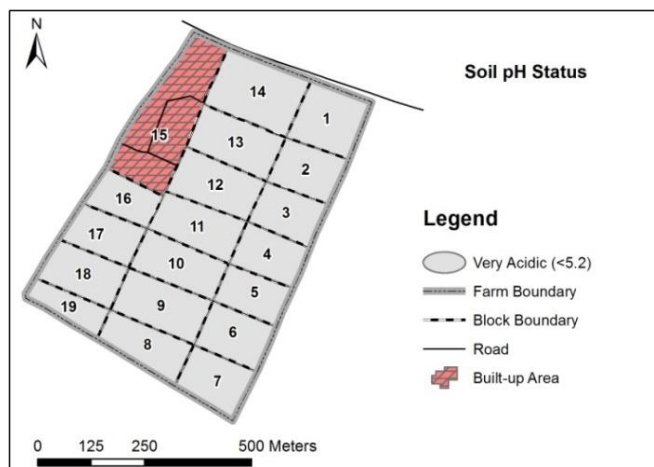 N
Soil pH Status
14
1
13
2
15
12
3
16
11
4
17
10
5
18
9
6
19
8
7
Legend
Very Acidic (<5.2)
Farm Boundary
Block Boundary
Road
Built-up Area
0 125 250 500 Meters